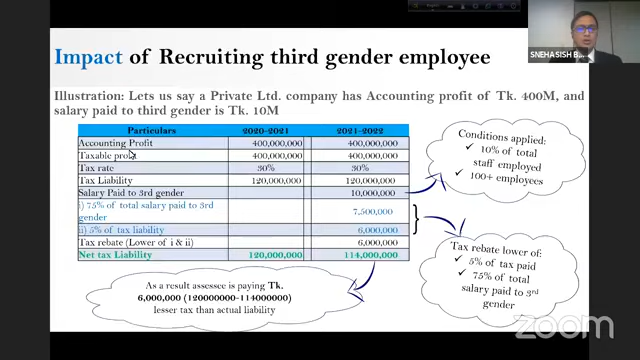 SNEHASISH B...
Impact of Recruiting third gender employee
Illustration: Lets us say a Private Ltd. company has Accounting profit of Tk. 400M, and
salary paid to third gender is Tk. 10M
Particulars 2020-2021 2021-2022
Accounting Profit 400,000,000 400,000,000
Taxable profit 400,000,000 400,000,000
Tax rate 30% 30%
Tax Liability 120,000,000 120,000,000
Salary Paid to 3rd gender 10,000,000
i) 75% of total salary paid to 3rd
gender 7,500,000
ii) 5% of tax liability 6,000,000
Tax rebate (Lower of i & ii) 6,000,000
Net tax Liability 120,000,000 114,000,000
Conditions applied:
✓ 10% of total
staff employed
✓ 100+ employees
Tax rebate lower of:
✓ 5% of tax paid
✓ 75% of total
salary paid to 3rd
gender
As a result assessee is paying Tk.
6,000,000 (120000000-114000000)
lesser tax than actual liability
zoom